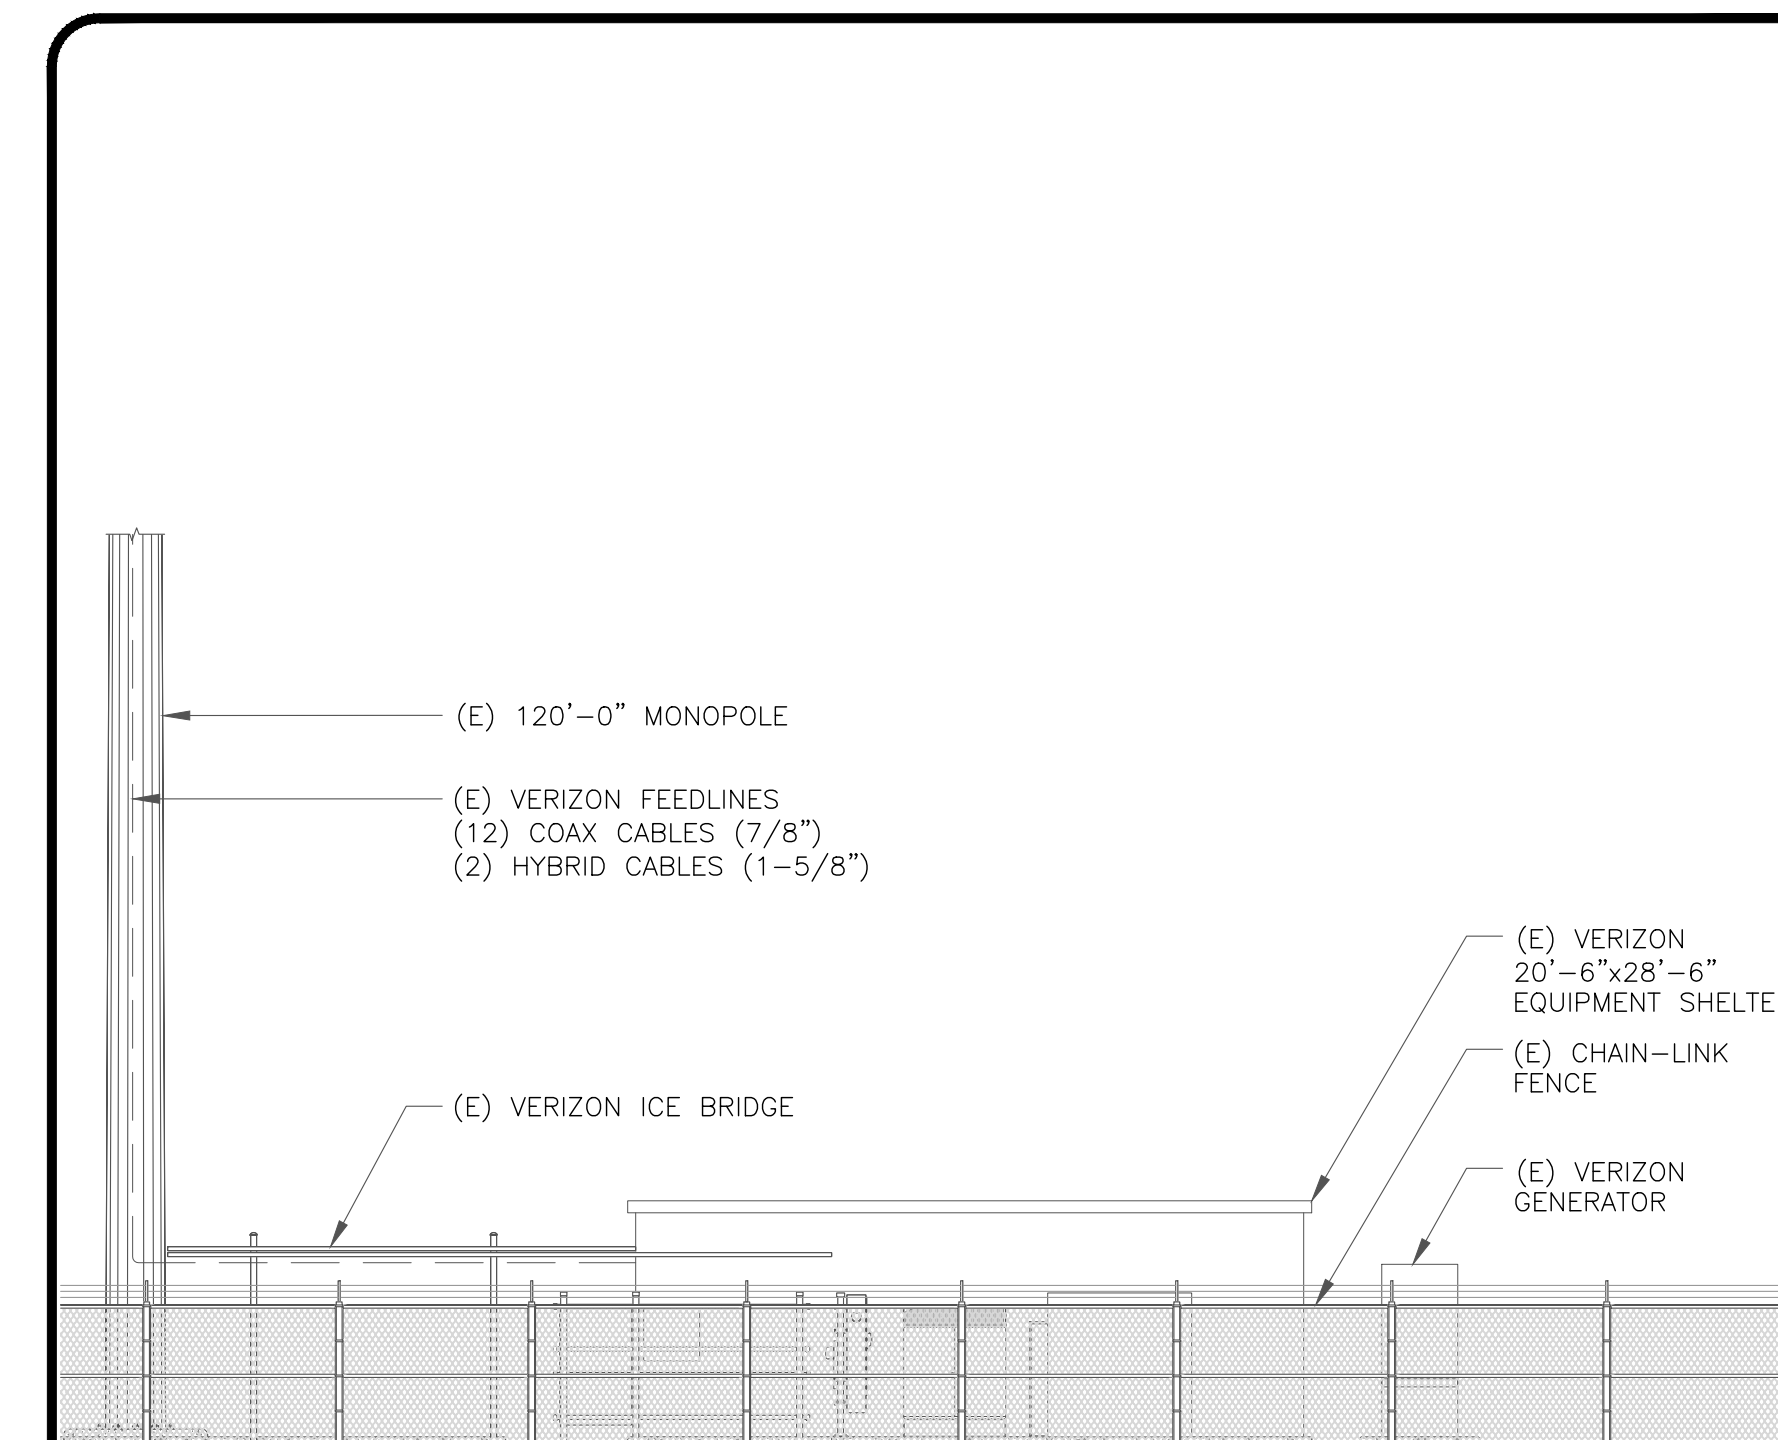 (E) 120'-0" MONOPOLE
(E) VERIZON FEEDLINES
(12) COAX CABLES (7/8")
(2) HYBRID CABLES (1-5/8")
(E) VERIZON
20'-6"x28'-6"
EQUIPMENT SHELTE
(E) CHAIN-LINK
FENCE
(E) VERIZON ICE BRIDGE
(E) VERIZON
GENERATOR